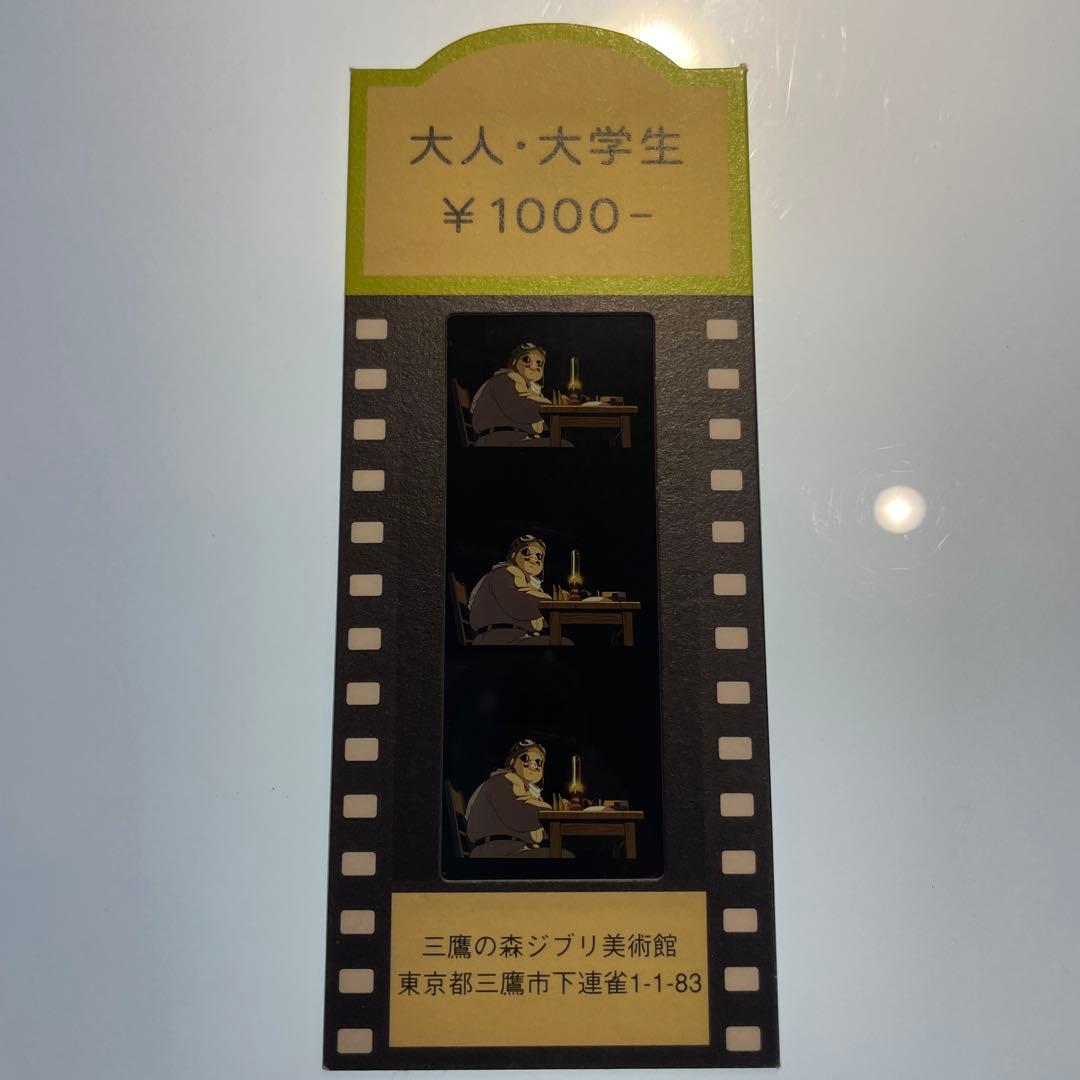 大人・大学生
¥1000-
三鷹の森ジブリ美術館
東京都三鷹市下連雀1-1-83